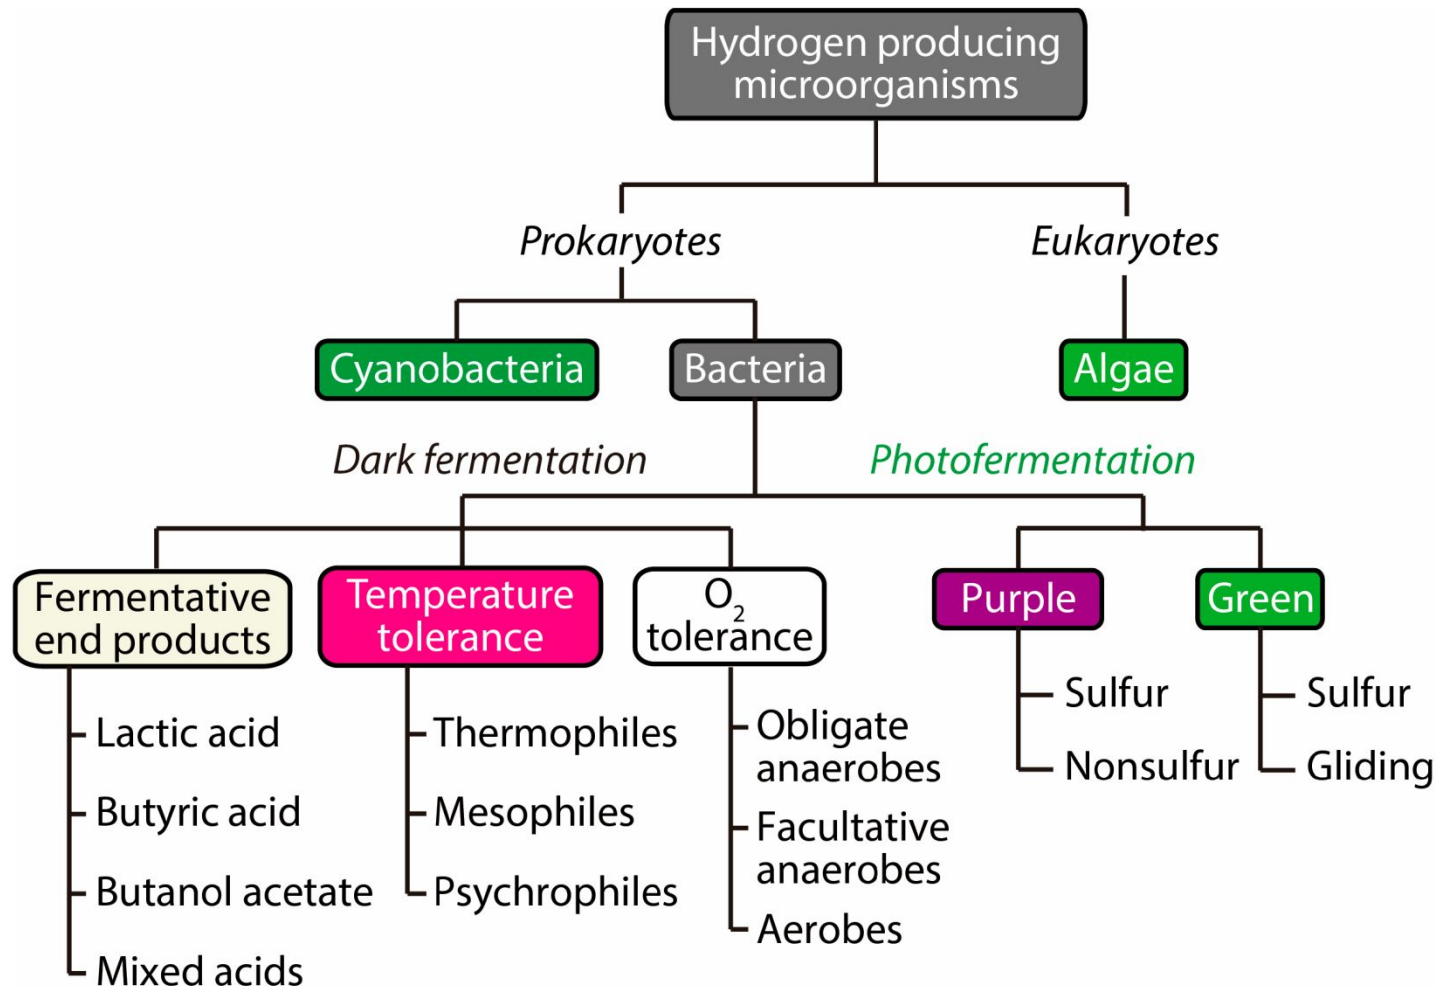 Hydrogen producing
microorganisms
Prokaryotes
Eukaryotes
Cyanobacteria
Bacteria
Algae
Dark fermentation
Photofermentation
Fermentative
end products
Temperature
tolerance
O₂
tolerance
Purple
Green
Lactic acid
Butyric acid
Butanol acetate
Mixed acids
Thermophiles
Mesophiles
Psychrophiles
Obligate
anaerobes
Facultative
anaerobes
Aerobes
Sulfur
Nonsulfur
Sulfur
Gliding